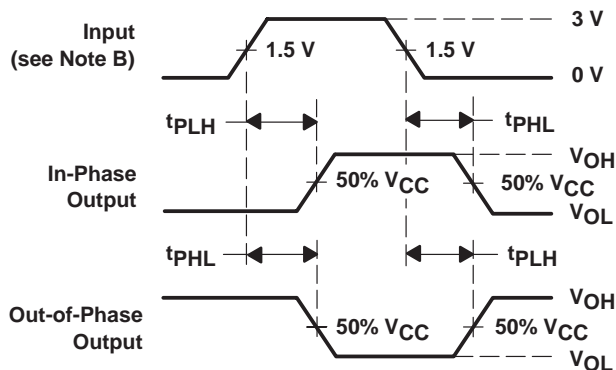 Input
(see Note B)
1.5 V
1.5 V
3 V
0 V
tPLH
tPHL
In-Phase
Output
50% VCC
50% VCC
VOH
VOL
tPHL
tPLH
Out-of-Phase
Output
50% VCC
50% VCC
VOH
VOL